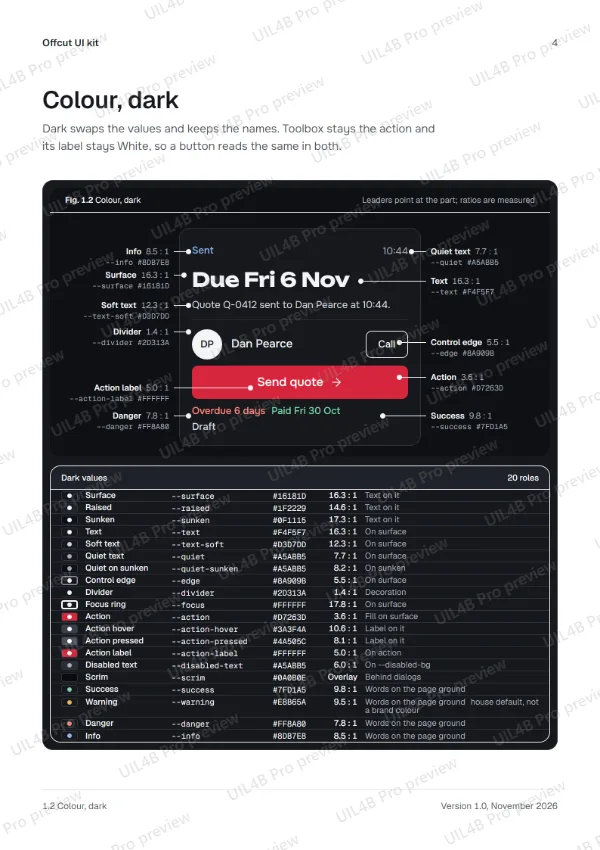 Offcut UI kit 4
Colour, dark
Dark swaps the values and keeps the names. Toolbox stays the action and
its label stays White, so a button reads the same in both.
Fig. 1.2 Colour, dark Leaders point at the part; ratios are measured
Info 8.5 : 1
--info #8DB7E8
Surface 16.3 : 1
--surface #16181D
Soft text 12.3 : 1
--text-soft #D3D7DD
Divider 1.4 : 1
--divider #2D313A
Action label 5.0 : 1
--action-label #FFFFFF
Danger 7.8 : 1
--danger #FF8A80
Sent 10:44
Due Fri 6 Nov
Quote Q-0412 sent to Dan Pearce at 10:44.
DP Dan Pearce Call
Send quote →
Overdue 6 days Paid Fri 30 Oct
Draft
Quiet text 7.7 : 1
--quiet #A5ABB5
Text 16.3 : 1
--text #F4F5F7
Control edge 5.5 : 1
--edge #8A909B
Action 3.6 : 1
--action #D7263D
Success 9.8 : 1
--success #7FD1A5
Dark values 20 roles
Surface --surface #16181D 16.3 : 1 Text on it
Raised --raised #1F2229 14.6 : 1 Text on it
Sunken --sunken #0F1115 17.3 : 1 Text on it
Text --text #F4F5F7 16.3 : 1 On surface
Soft text --text-soft #D3D7DD 12.3 : 1 On surface
Quiet text --quiet #A5ABB5 7.7 : 1 On surface
Quiet on sunken --quiet-sunken #A5ABB5 8.2 : 1 On sunken
Control edge --edge #8A909B 5.5 : 1 On surface
Divider --divider #2D313A 1.4 : 1 Decoration
Focus ring --focus #FFFFFF 17.8 : 1 On surface
Action --action #D7263D 3.6 : 1 Fill on surface
Action hover --action-hover #3A3F4A 10.6 : 1 Label on it
Action pressed --action-pressed #4A505C 8.1 : 1 Label on it
Action label --action-label #FFFFFF 5.0 : 1 On action
Disabled text --disabled-text #A5ABB5 6.0 : 1 On --disabled-bg
Scrim --scrim #0A0B0E Overlay Behind dialogs
Success --success #7FD1A5 9.8 : 1 Words on the page ground
Warning --warning #E8B65A 9.5 : 1 Words on the page ground house default, not
a brand colour
Danger --danger #FF8A80 7.8 : 1 Words on the page ground
Info --info #8DB7E8 8.5 : 1 Words on the page ground
1.2 Colour, dark Version 1.0, November 2026
UIL4B Pro preview